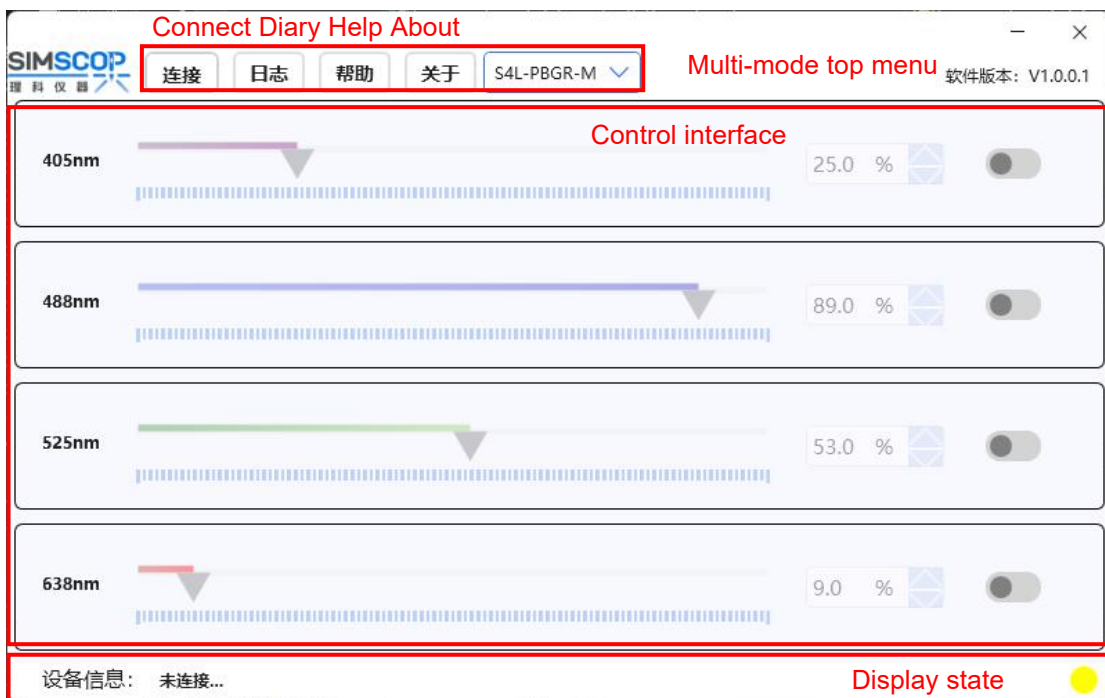 Connect Diary Help About
SIMSCOP
理科仪器
连接 日志 帮助 关于 S4L-PBGR-M Multi-mode top menu 软件版本：V1.0.0.1
Control interface
405nm 25.0 %
488nm 89.0 %
525nm 53.0 %
638nm 9.0 %
设备信息： 未连接... Display state